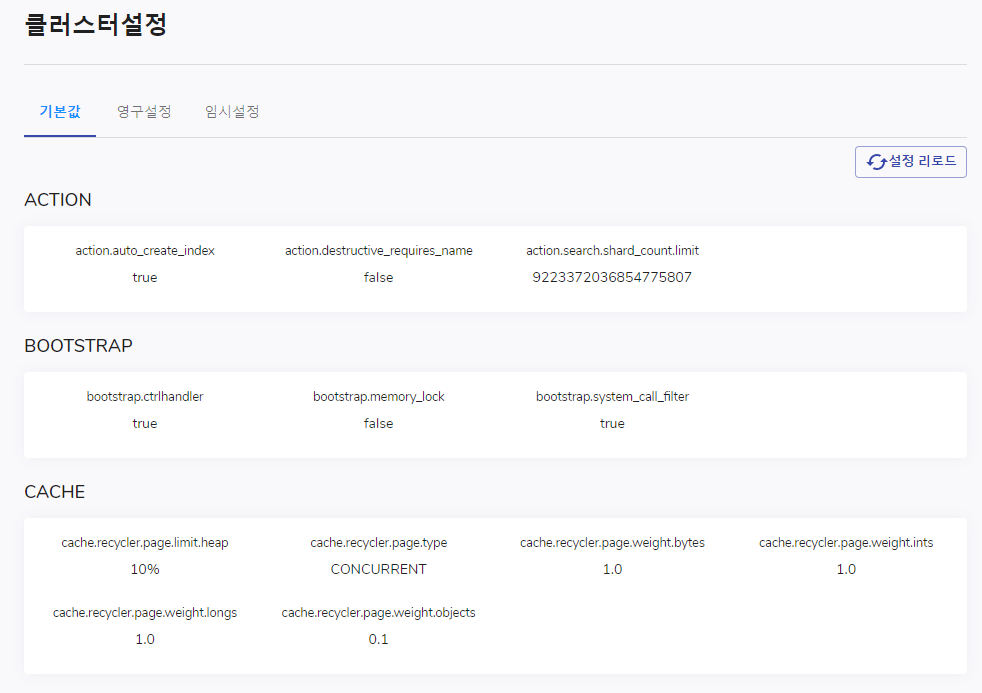 클러스터설정
기본값 영구설정 임시설정
설정 리로드
ACTION
action.auto_create_index action.destructive_requires_name action.search.shard_count.limit
true false 9223372036854775807
BOOTSTRAP
bootstrap.ctrlhandler bootstrap.memory_lock bootstrap.system_call_filter
true false true
CACHE
cache.recycler.page.limit.heap cache.recycler.page.type cache.recycler.page.weight.bytes cache.recycler.page.weight.ints
10% CONCURRENT 1.0 1.0
cache.recycler.page.weight.longs cache.recycler.page.weight.objects
1.0 0.1